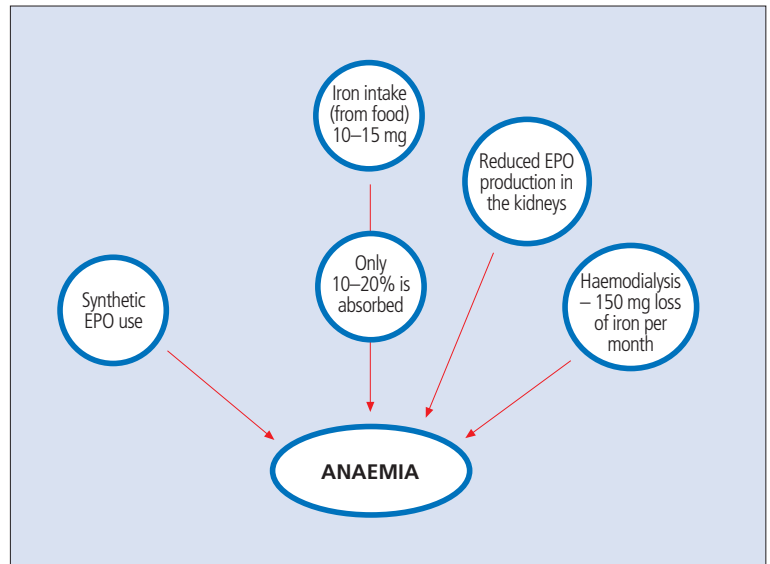 Iron intake
(from food)
10–15 mg
Reduced EPO
production in
the kidneys
Only
10–20% is
absorbed
Synthetic
EPO use
Haemodialysis
– 150 mg loss
of iron per
month
ANAEMIA